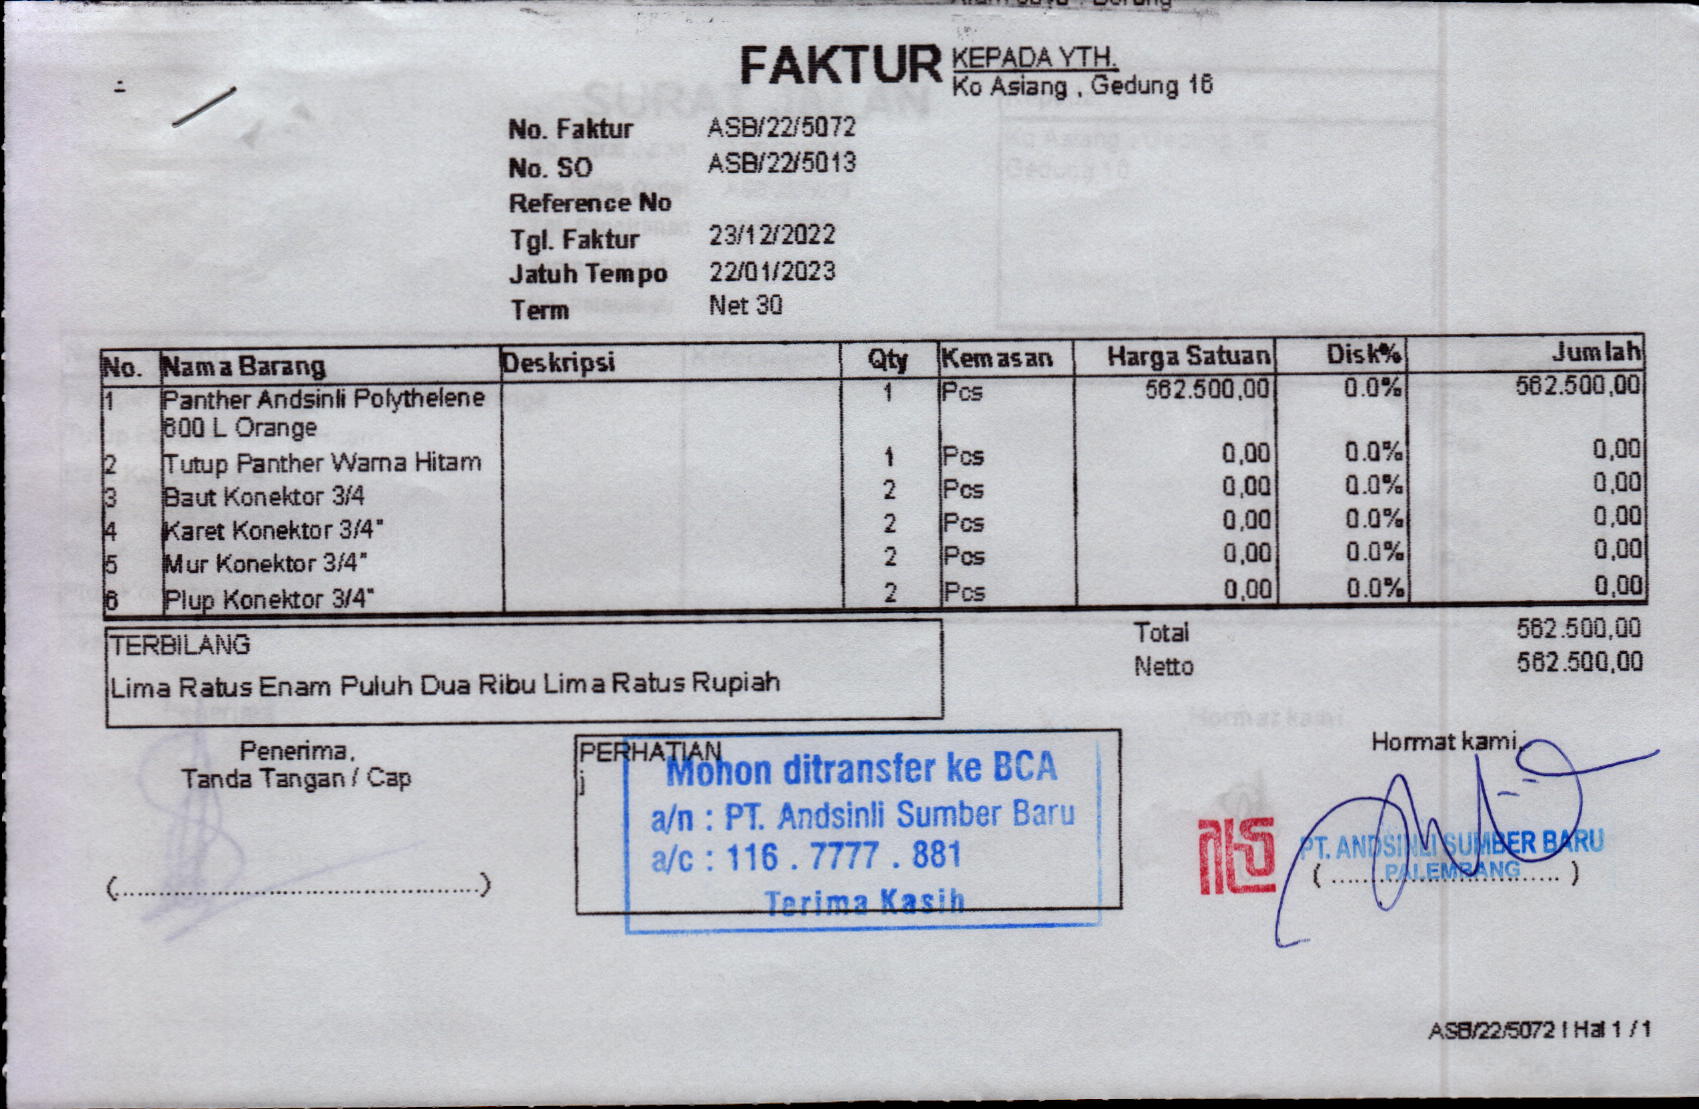 FAKTUR
KEPADA YTH.
Ko Asiang , Gedung 16
No. Faktur ASB/22/5072
No. SO ASB/22/5013
Reference No
Tgl. Faktur 23/12/2022
Jatuh Tempo 22/01/2023
Term Net 30
No. Nama Barang Deskripsi Qty Kemasan Harga Satuan Disk% Jumlah
1 Panther Andsinli Polythelene 1 Pcs 562.500,00 0.0% 562.500,00
600 L Orange
2 Tutup Panther Warna Hitam 1 Pcs 0,00 0.0% 0,00
3 Baut Konektor 3/4 2 Pcs 0,00 0.0% 0,00
4 Karet Konektor 3/4" 2 Pcs 0,00 0.0% 0,00
5 Mur Konektor 3/4" 2 Pcs 0,00 0.0% 0,00
6 Plup Konektor 3/4" 2 Pcs 0,00 0.0% 0,00
TERBILANG
Lima Ratus Enam Puluh Dua Ribu Lima Ratus Rupiah
Total 562.500,00
Netto 562.500,00
Penerima,
Tanda Tangan / Cap
(................................................)
PERHATIAN
j
Mohon ditransfer ke BCA
a/n : PT. Andsinli Sumber Baru
a/c : 116 . 7777 . 881
Terima Kasih
Hormat kami,
PT. ANDSINLI SUMBER BARU
PALEMBANG
( .............................. )
ASB/22/5072 | Hal 1 / 1